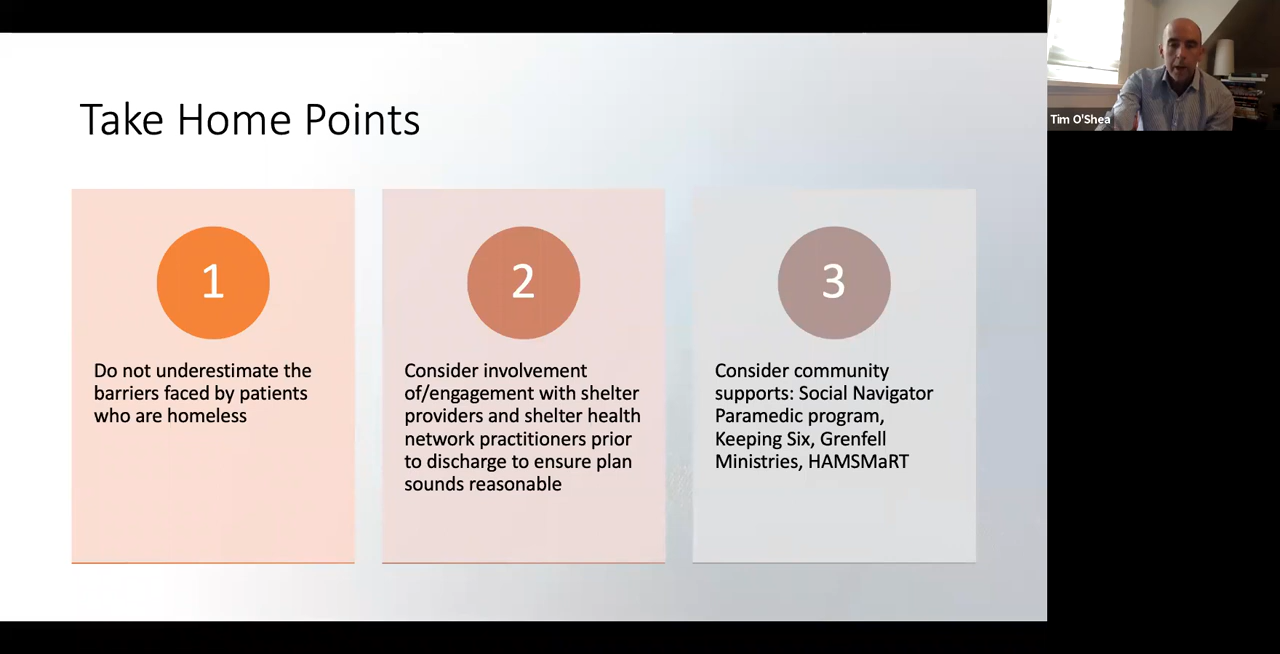 Take Home Points
1
Do not underestimate the
barriers faced by patients
who are homeless
2
Consider involvement
of/engagement with shelter
providers and shelter health
network practitioners prior
to discharge to ensure plan
sounds reasonable
3
Consider community
supports: Social Navigator
Paramedic program,
Keeping Six, Grenfell
Ministries, HAMSMaRT
Tim O'Shea